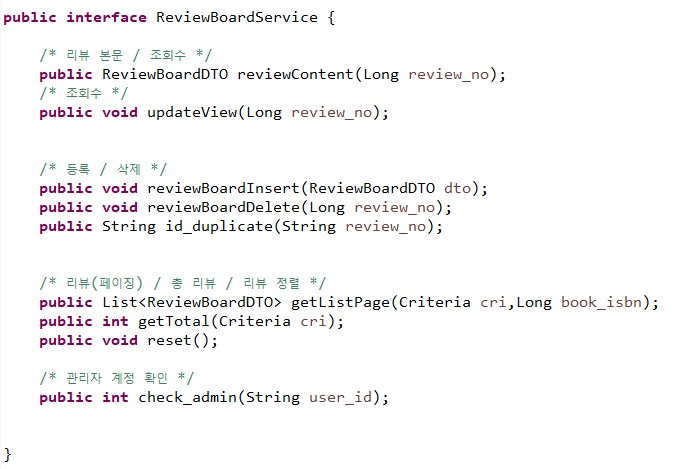 public interface ReviewBoardService {
/* 리뷰 본문 / 조회수 */
public ReviewBoardDTO reviewContent(Long review_no);
/* 조회수 */
public void updateView(Long review_no);
/* 등록 / 삭제 */
public void reviewBoardInsert(ReviewBoardDTO dto);
public void reviewBoardDelete(Long review_no);
public String id_duplicate(String review_no);
/* 리뷰(페이징) / 총 리뷰 / 리뷰 정렬 */
public List<ReviewBoardDTO> getListPage(Criteria cri,Long book_isbn);
public int getTotal(Criteria cri);
public void reset();
/* 관리자 계정 확인 */
public int check_admin(String user_id);
}